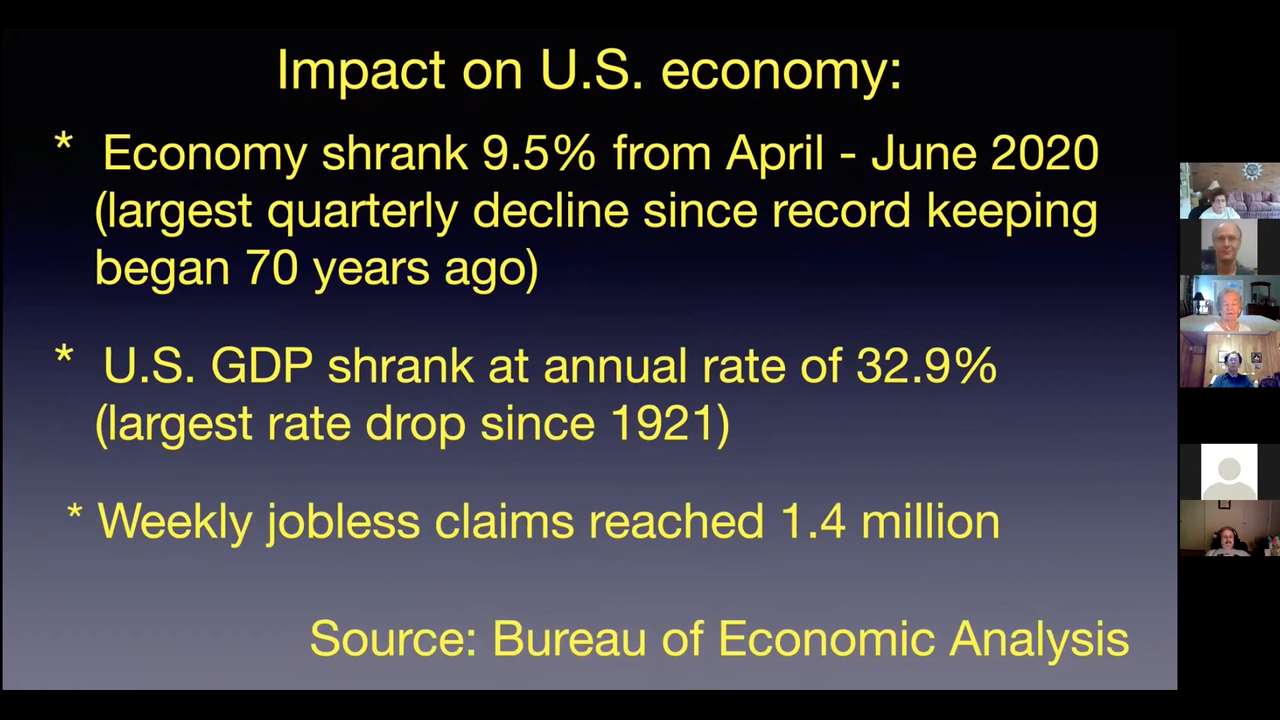 Impact on U.S. economy:
* Economy shrank 9.5% from April - June 2020
(largest quarterly decline since record keeping
began 70 years ago)
* U.S. GDP shrank at annual rate of 32.9%
(largest rate drop since 1921)
* Weekly jobless claims reached 1.4 million
Source: Bureau of Economic Analysis